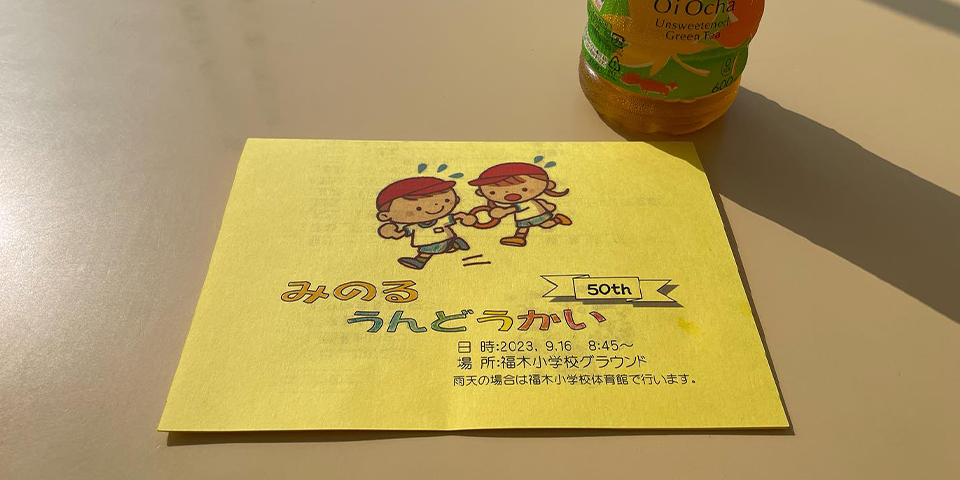 Oi Ocha
Unsweetened
Green Tea
600
みのる
50th
うんどうかい
日 時:2023. 9.16 8:45～
場 所:福木小学校グラウンド
雨天の場合は福木小学校体育館で行います。